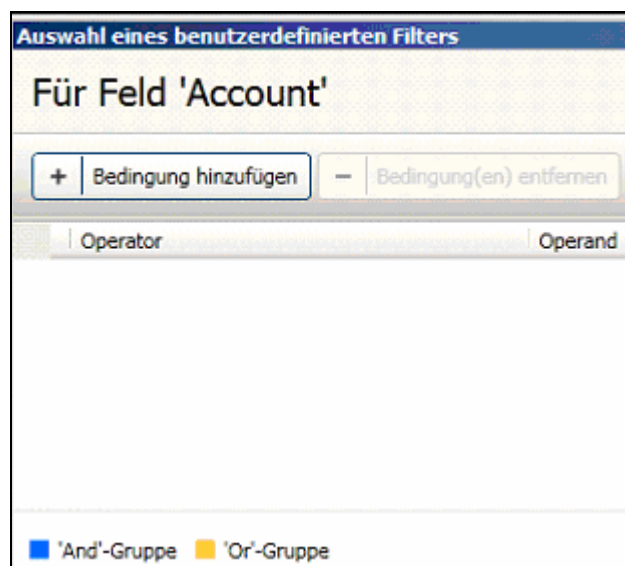 Auswahl eines benutzerdefinierten Filters
Für Feld 'Account'
+ Bedingung hinzufügen − Bedingung(en) entfernen
Operator Operand
'And'-Gruppe 'Or'-Gruppe